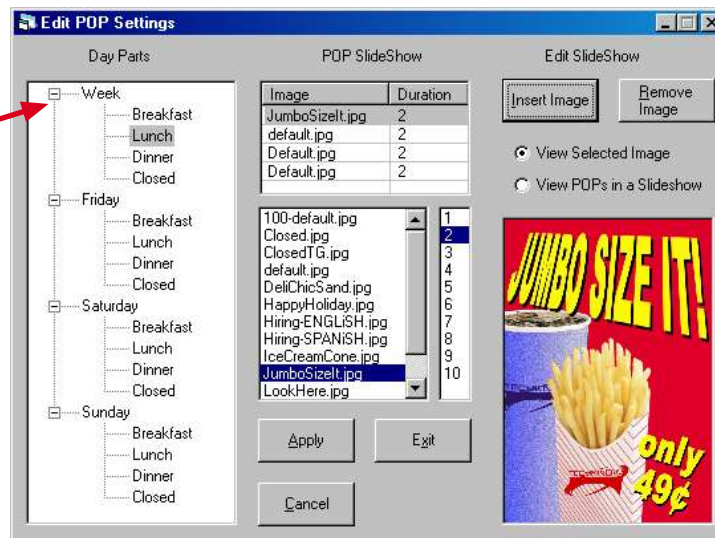 Edit POP Settings
Day Parts
Week
Breakfast
Lunch
Dinner
Closed
Friday
Breakfast
Lunch
Dinner
Closed
Saturday
Breakfast
Lunch
Dinner
Closed
Sunday
Breakfast
Lunch
Dinner
Closed
POP SlideShow
Image Duration
JumboSizeIt.jpg 2
default.jpg 2
Default.jpg 2
Default.jpg 2
100-default.jpg
Closed.jpg
ClosedTG.jpg
default.jpg
DeliChicSand.jpg
HappyHoliday.jpg
Hiring-ENGLiSH.jpg
Hiring-SPANiSH.jpg
IceCreamCone.jpg
JumboSizeIt.jpg
LookHere.jpg
1
2
3
4
5
6
7
8
9
10
Apply
Exit
Cancel
Edit SlideShow
Insert Image
Remove
Image
View Selected Image
View POPs in a Slideshow
JUMBO SIZE IT!
only
49¢